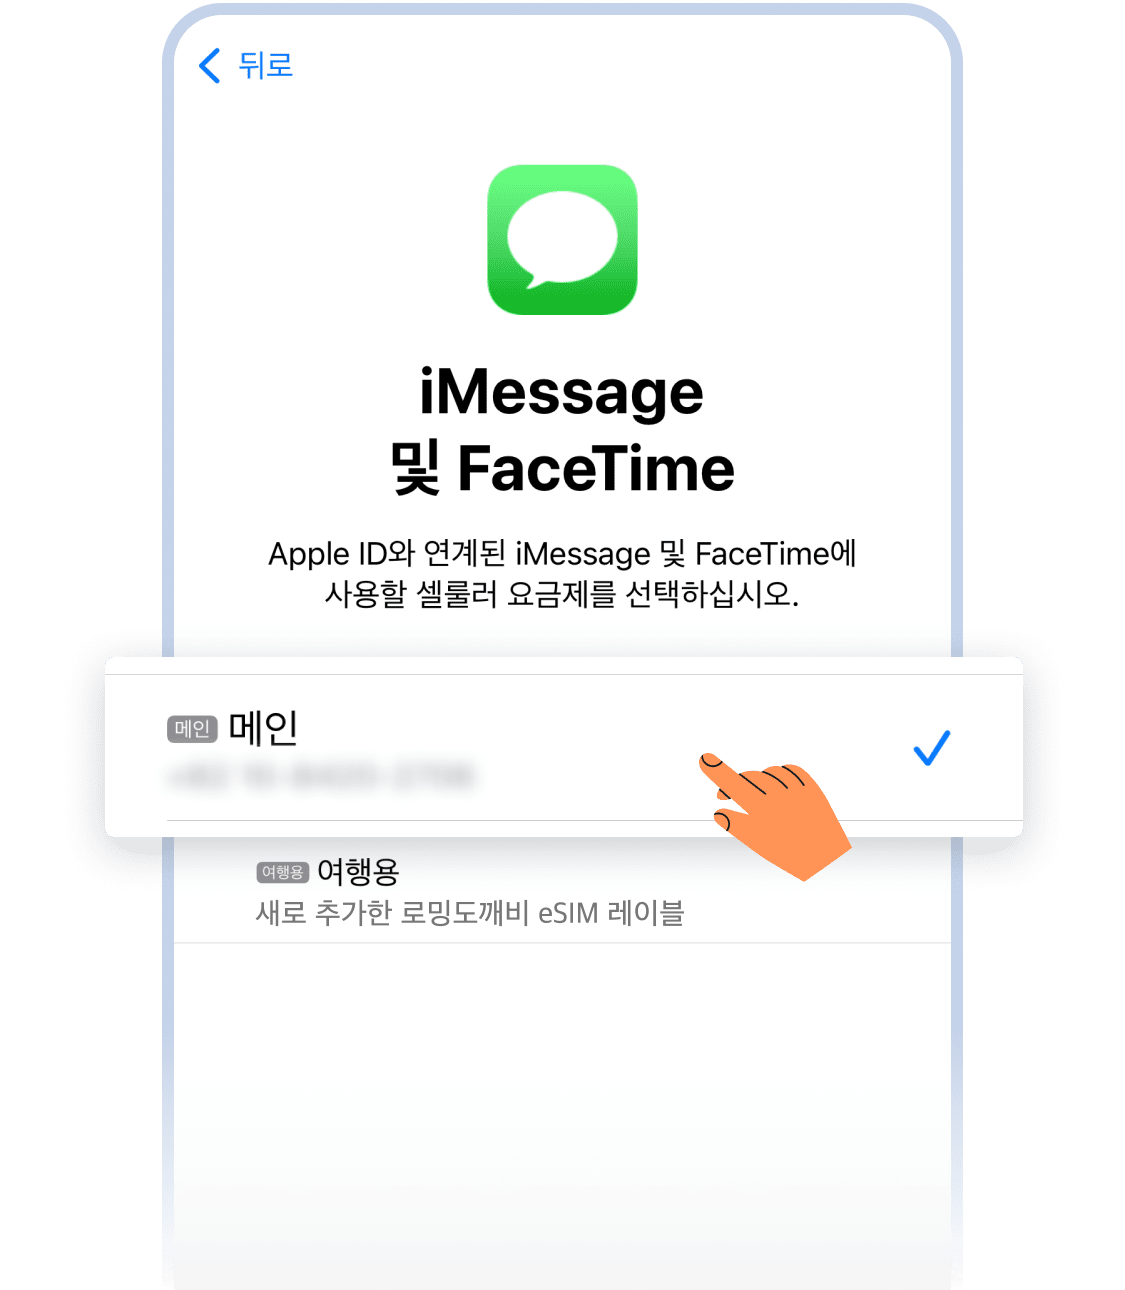 뒤로
iMessage
및 FaceTime
Apple ID와 연계된 iMessage 및 FaceTime에
사용할 셀룰러 요금제를 선택하십시오.
메인 메인
여행용 여행용
새로 추가한 로밍도깨비 eSIM 레이블